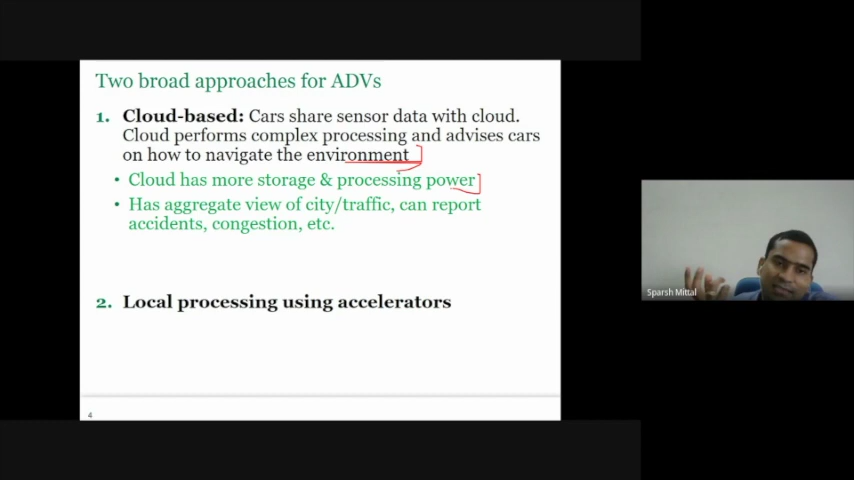 Two broad approaches for ADVs
1. Cloud-based: Cars share sensor data with cloud.
Cloud performs complex processing and advises cars
on how to navigate the environment
• Cloud has more storage & processing power
• Has aggregate view of city/traffic, can report
accidents, congestion, etc.
2. Local processing using accelerators
4
Sparsh Mittal